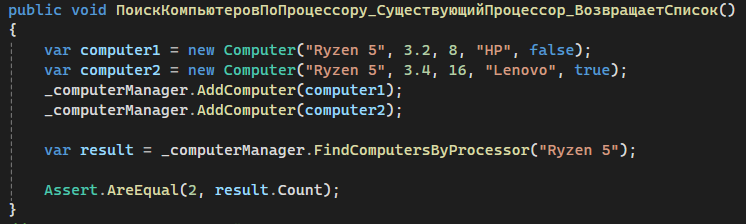 public void ПоискКомпьютеровПоПроцессору_СуществующийПроцессор_ВозвращаетСписок()
{
var computer1 = new Computer("Ryzen 5", 3.2, 8, "HP", false);
var computer2 = new Computer("Ryzen 5", 3.4, 16, "Lenovo", true);
_computerManager.AddComputer(computer1);
_computerManager.AddComputer(computer2);
var result = _computerManager.FindComputersByProcessor("Ryzen 5");
Assert.AreEqual(2, result.Count);
}